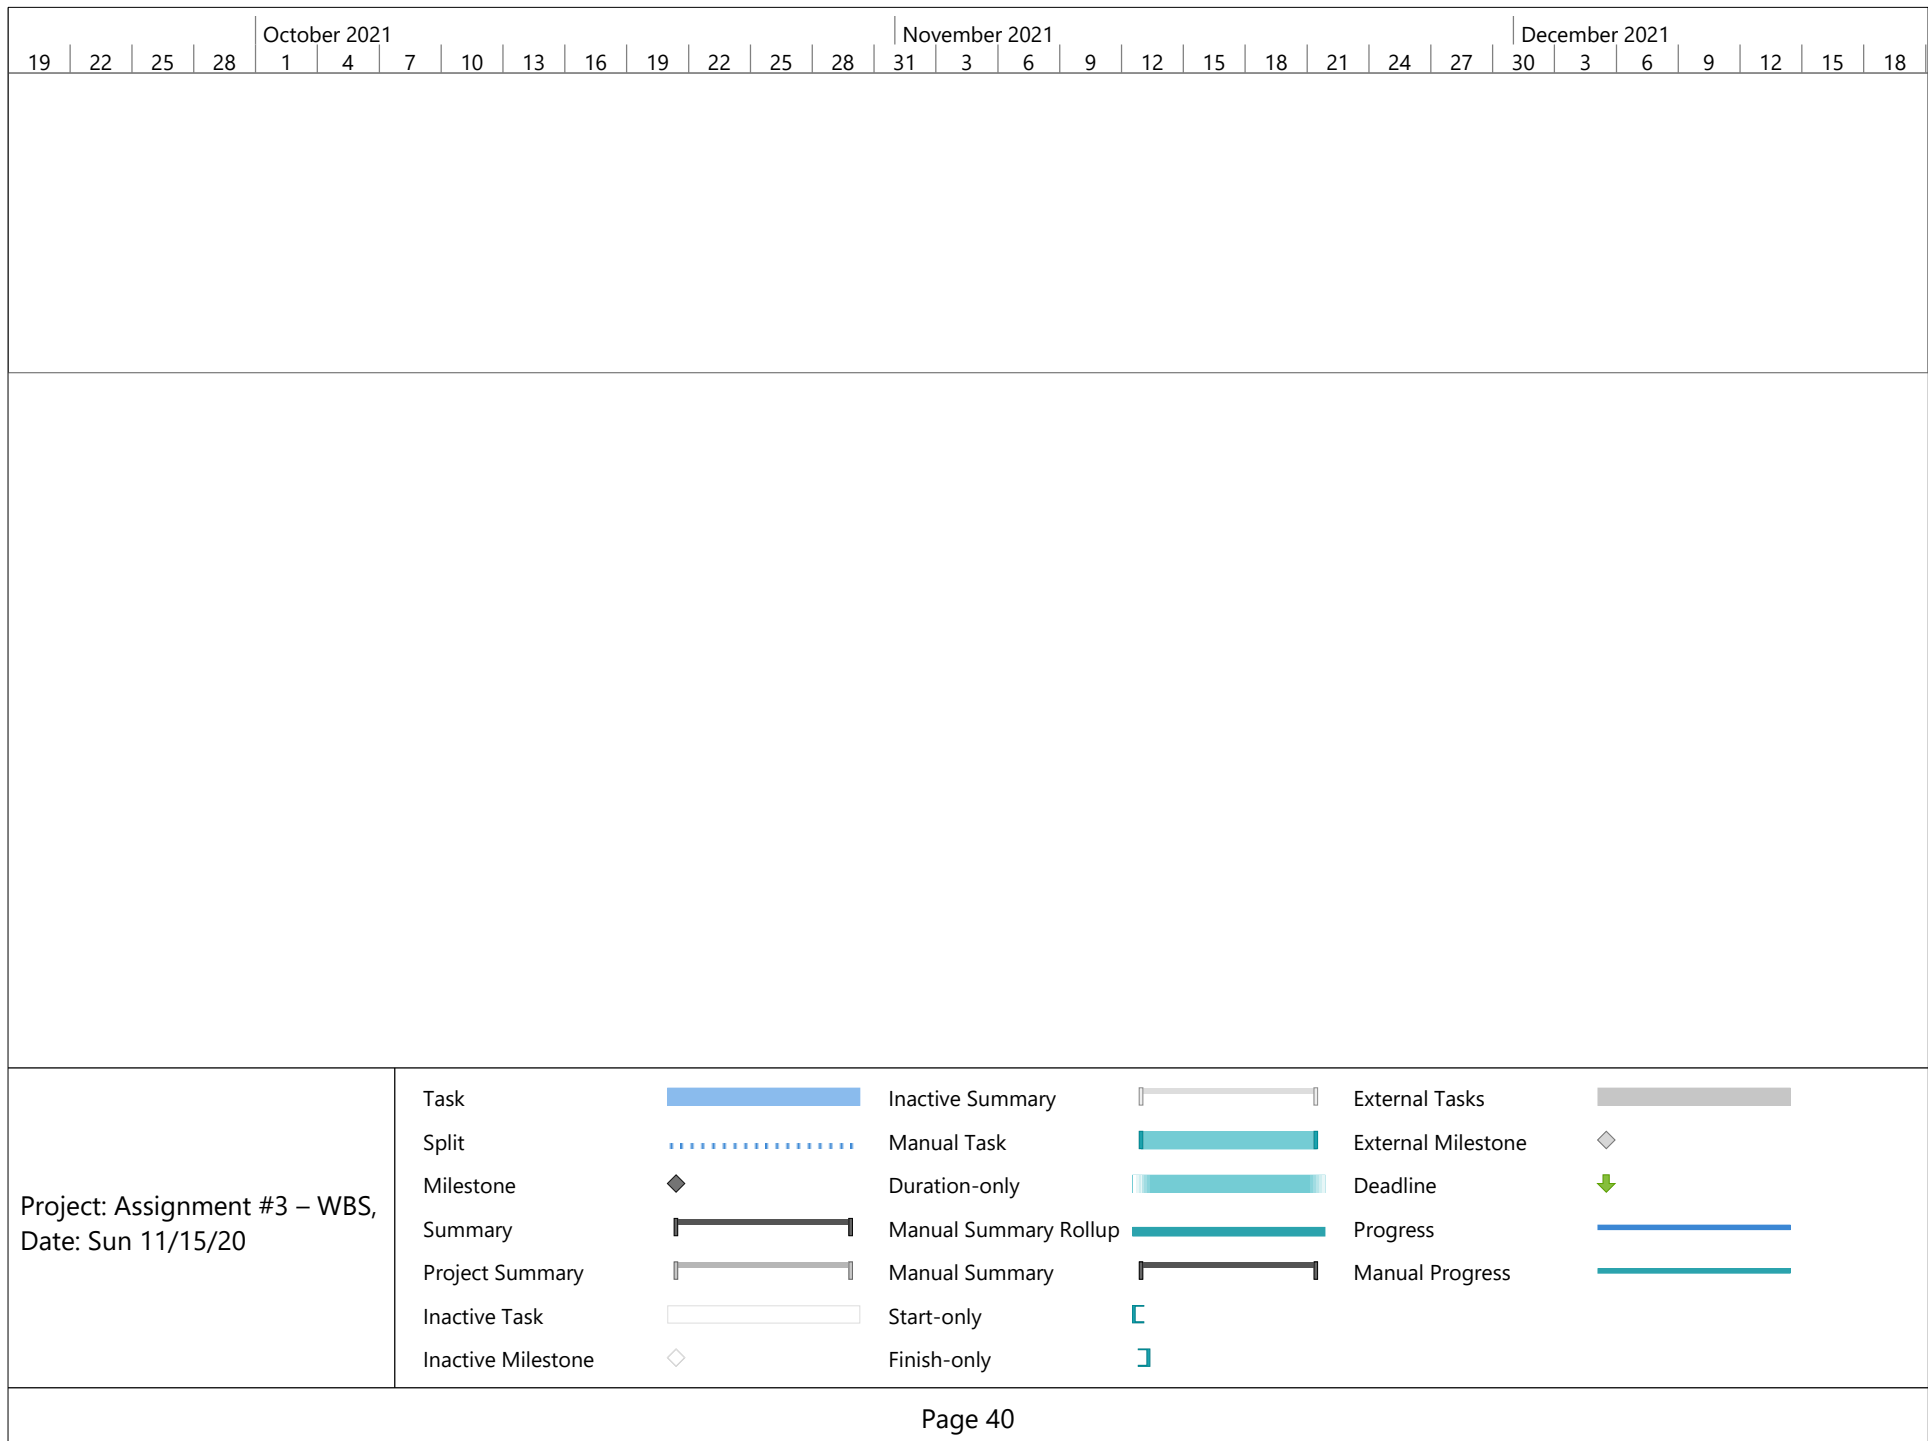 October 2021 November 2021 December 2021
19 22 25 28 1 4 7 10 13 16 19 22 25 28 31 3 6 9 12 15 18 21 24 27 30 3 6 9 12 15 18
Project: Assignment #3 – WBS,
Date: Sun 11/15/20
Task
Split
Milestone
Summary
Project Summary
Inactive Task
Inactive Milestone
Inactive Summary
Manual Task
Duration-only
Manual Summary Rollup
Manual Summary
Start-only
Finish-only
External Tasks
External Milestone
Deadline
Progress
Manual Progress
Page 40